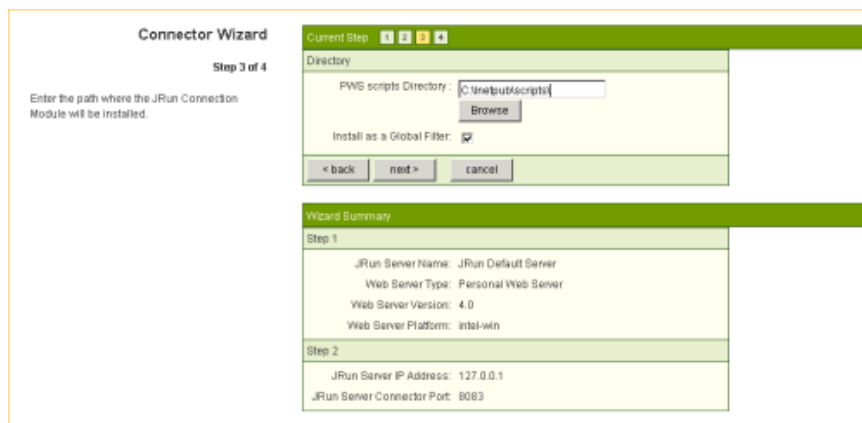 Connector Wizard
Step 3 of 4
Enter the path where the JRun Connection
Module will be installed.
Current Step 1 2 3 4
Directory
PWS scripts Directory: C:\Inetpub\scripts\
Browse
Install as a Global Filter:
< back next > cancel
Wizard Summary
Step 1
JRun Server Name: JRun Default Server
Web Server Type: Personal Web Server
Web Server Version: 4.0
Web Server Platform: intel-win
Step 2
JRun Server IP Address: 127.0.0.1
JRun Server Connector Port: 8083